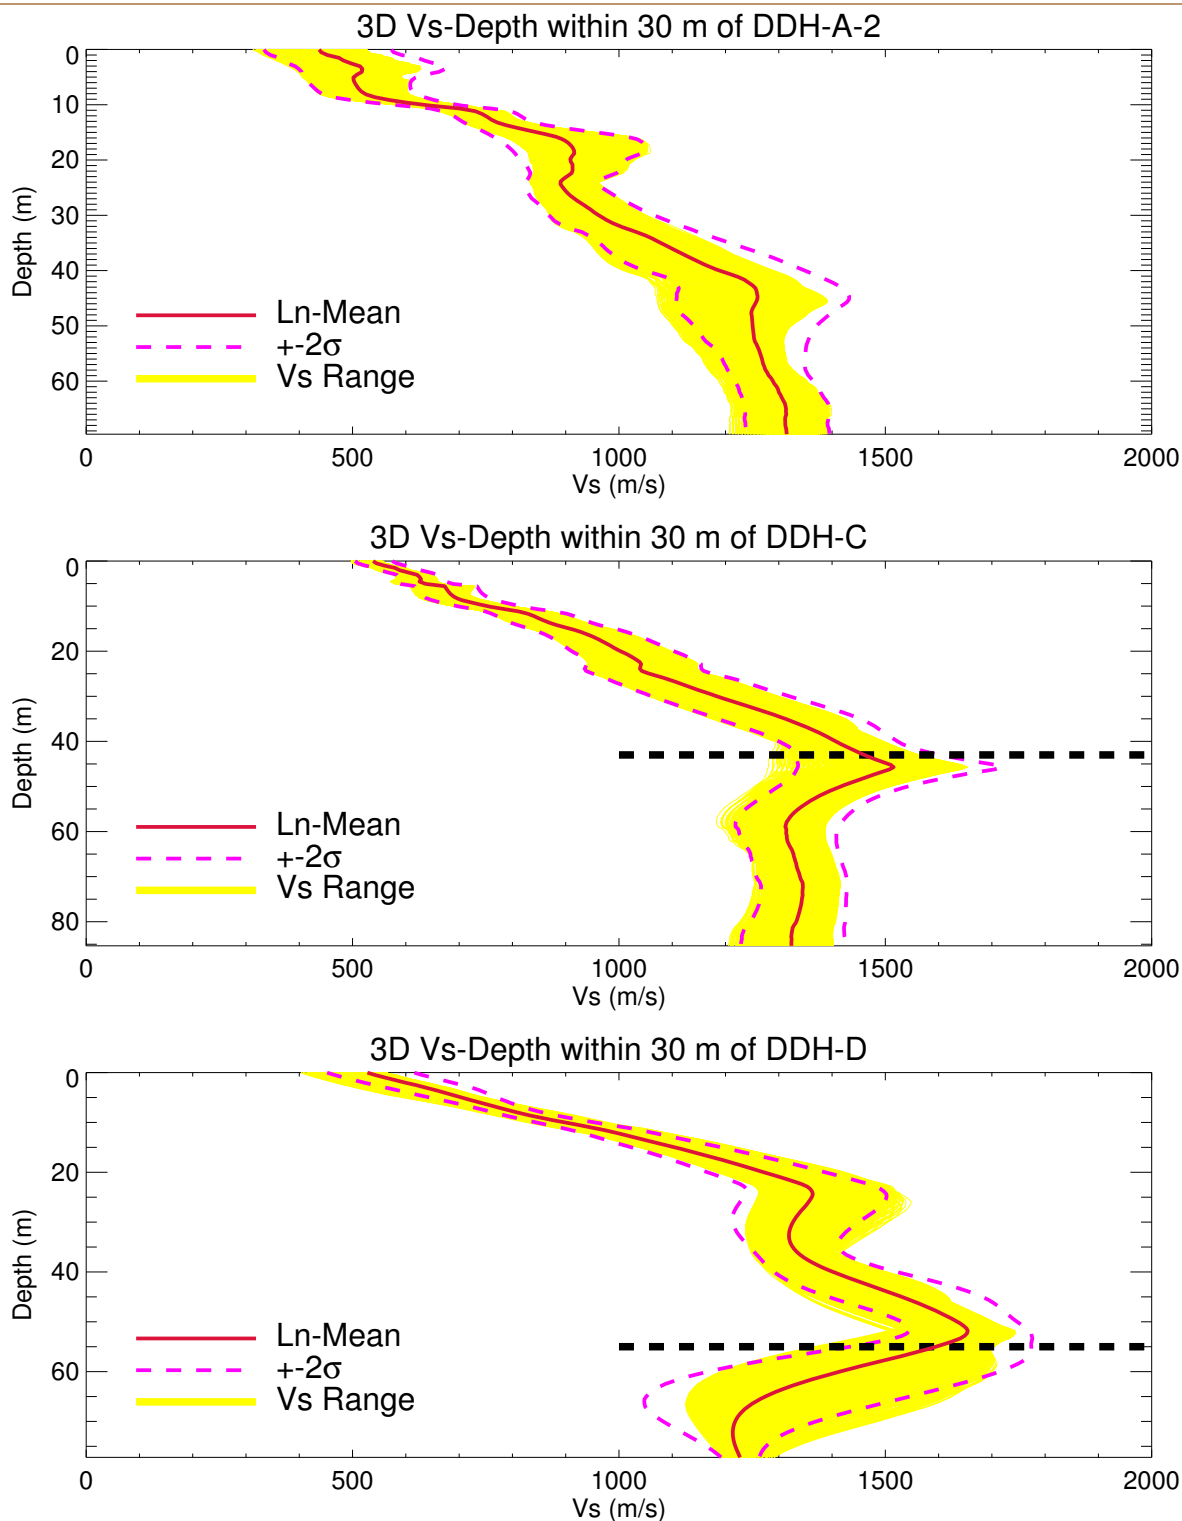 3D Vs-Depth within 30 m of DDH-A-2
0
10
20
30
40
50
60
Depth (m)
Ln-Mean
+-2σ
Vs Range
0 500 1000 1500 2000
Vs (m/s)
3D Vs-Depth within 30 m of DDH-C
0
20
40
60
80
Depth (m)
Ln-Mean
+-2σ
Vs Range
0 500 1000 1500 2000
Vs (m/s)
3D Vs-Depth within 30 m of DDH-D
0
20
40
60
Depth (m)
Ln-Mean
+-2σ
Vs Range
0 500 1000 1500 2000
Vs (m/s)